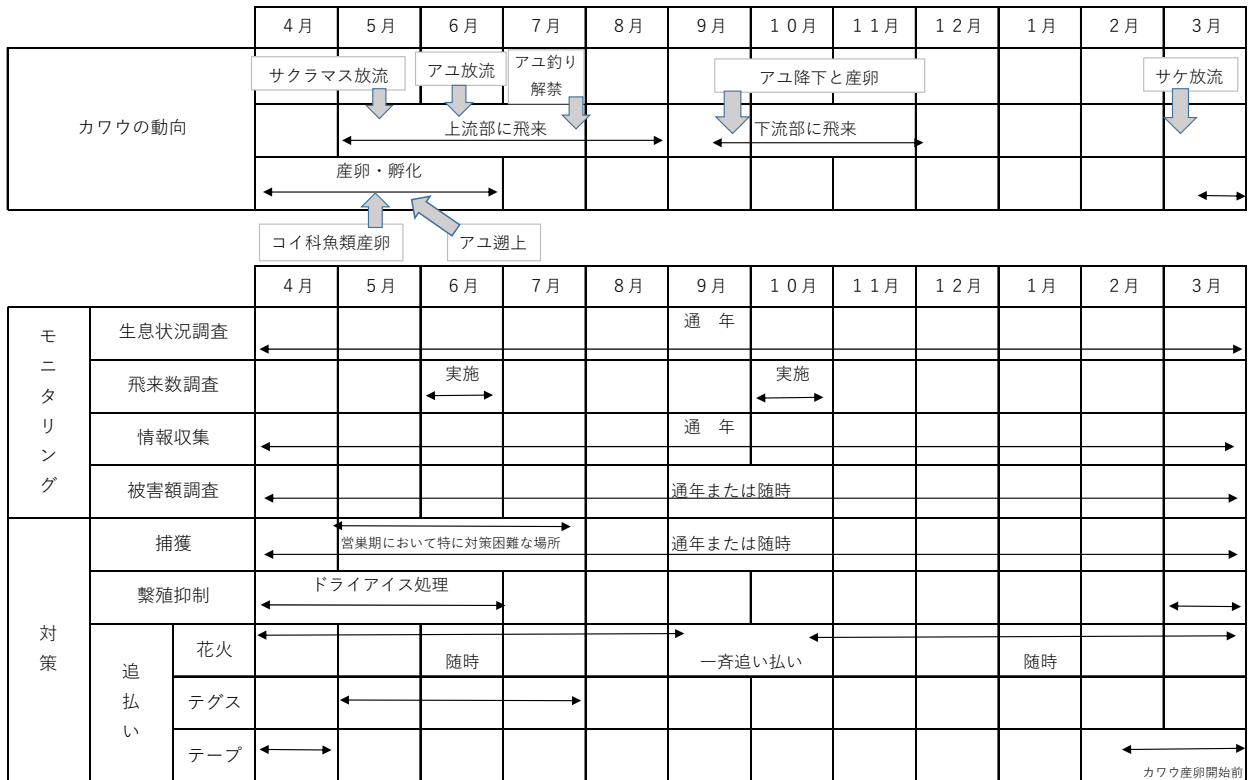 4月 5月 6月 7月 8月 9月 10月 11月 12月 1月 2月 3月
カワウの動向
サクラマス放流 アユ放流 アユ釣り
解禁
アユ降下と産卵 サケ放流
上流部に飛来 下流部に飛来
産卵・孵化
コイ科魚類産卵 アユ遡上
4月 5月 6月 7月 8月 9月 10月 11月 12月 1月 2月 3月
モニタリング
生息状況調査 通 年
飛来数調査 実施 実施
情報収集 通 年
被害額調査 通年または随時
対策
捕獲 営巣期において特に対策困難な場所 通年または随時
繋殖抑制 ドライアイス処理
追払い
花火 随時 一斉追い払い 随時
テグス
テープ カワウ産卵開始前